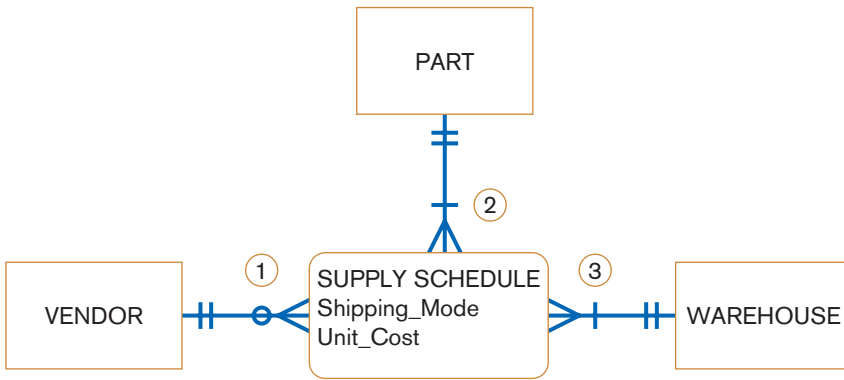 PART
2
1
3
SUPPLY SCHEDULE
Shipping_Mode
Unit_Cost
VENDOR
WAREHOUSE